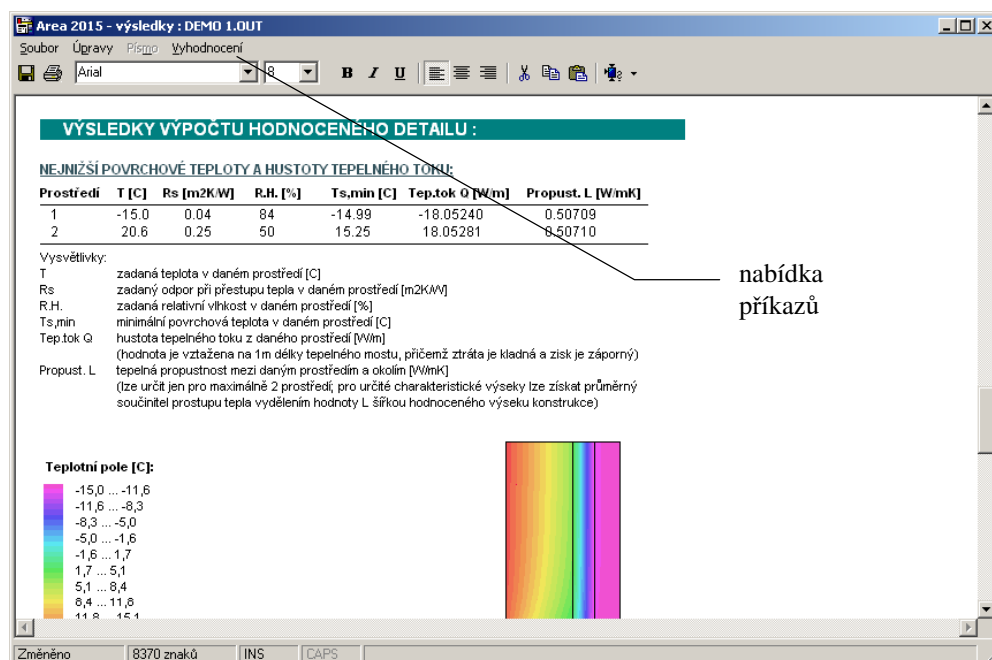 Area 2015 - výsledky : DEMO 1.OUT
Soubor Úpravy Písmo Vyhodnocení
Arial 8 B I U
VÝSLEDKY VÝPOČTU HODNOCENÉHO DETAILU :
NEJNIŽŠÍ POVRCHOVÉ TEPLOTY A HUSTOTY TEPELNÉHO TOKU:
Prostředí T [C] Rs [m2K/W] R.H. [%] Ts,min [C] Tep.tok Q [W/m] Propust. L [W/mK]
1 -15.0 0.04 84 -14.99 -18.05240 0.50709
2 20.6 0.25 50 15.25 18.05281 0.50710
Vysvětlivky:
T zadaná teplota v daném prostředí [C]
Rs zadaný odpor při přestupu tepla v daném prostředí [m2K/W]
R.H. zadaná relativní vlhkost v daném prostředí [%]
Ts,min minimální povrchová teplota v daném prostředí [C]
Tep.tok Q hustota tepelného toku z daného prostředí [W/m]
(hodnota je vztažena na 1m délky tepelného mostu, přičemž ztráta je kladná a zisk je záporný)
Propust. L tepelná propustnost mezi daným prostředím a okolím [W/mK]
(lze určit jen pro maximálně 2 prostředí; pro určité charakteristické výseky lze získat průměrný
součinitel prostupu tepla vydělením hodnoty L šířkou hodnoceného výseku konstrukce)
nabídka
příkazů
Teplotní pole [C]:
-15,0 ... -11,6
-11,6 ... -8,3
-8,3 ... -5,0
-5,0 ... -1,6
-1,6 ... 1,7
1,7 ... 5,1
5,1 ... 8,4
8,4 ... 11,8
11,8 ... 15,1
Změněno 8370 znaků INS CAPS